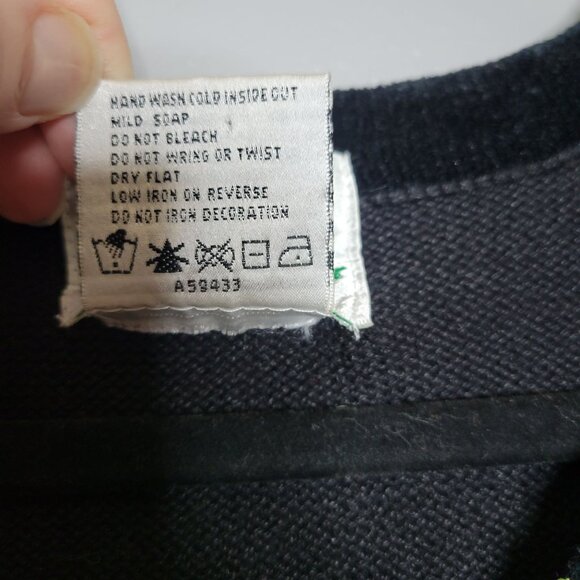 HAND WASH COLD INSIDE OUT
MILD SOAP
DO NOT BLEACH
DO NOT WRING OR TWIST
DRY FLAT
LOW IRON ON REVERSE
DO NOT IRON DECORATION
A59433